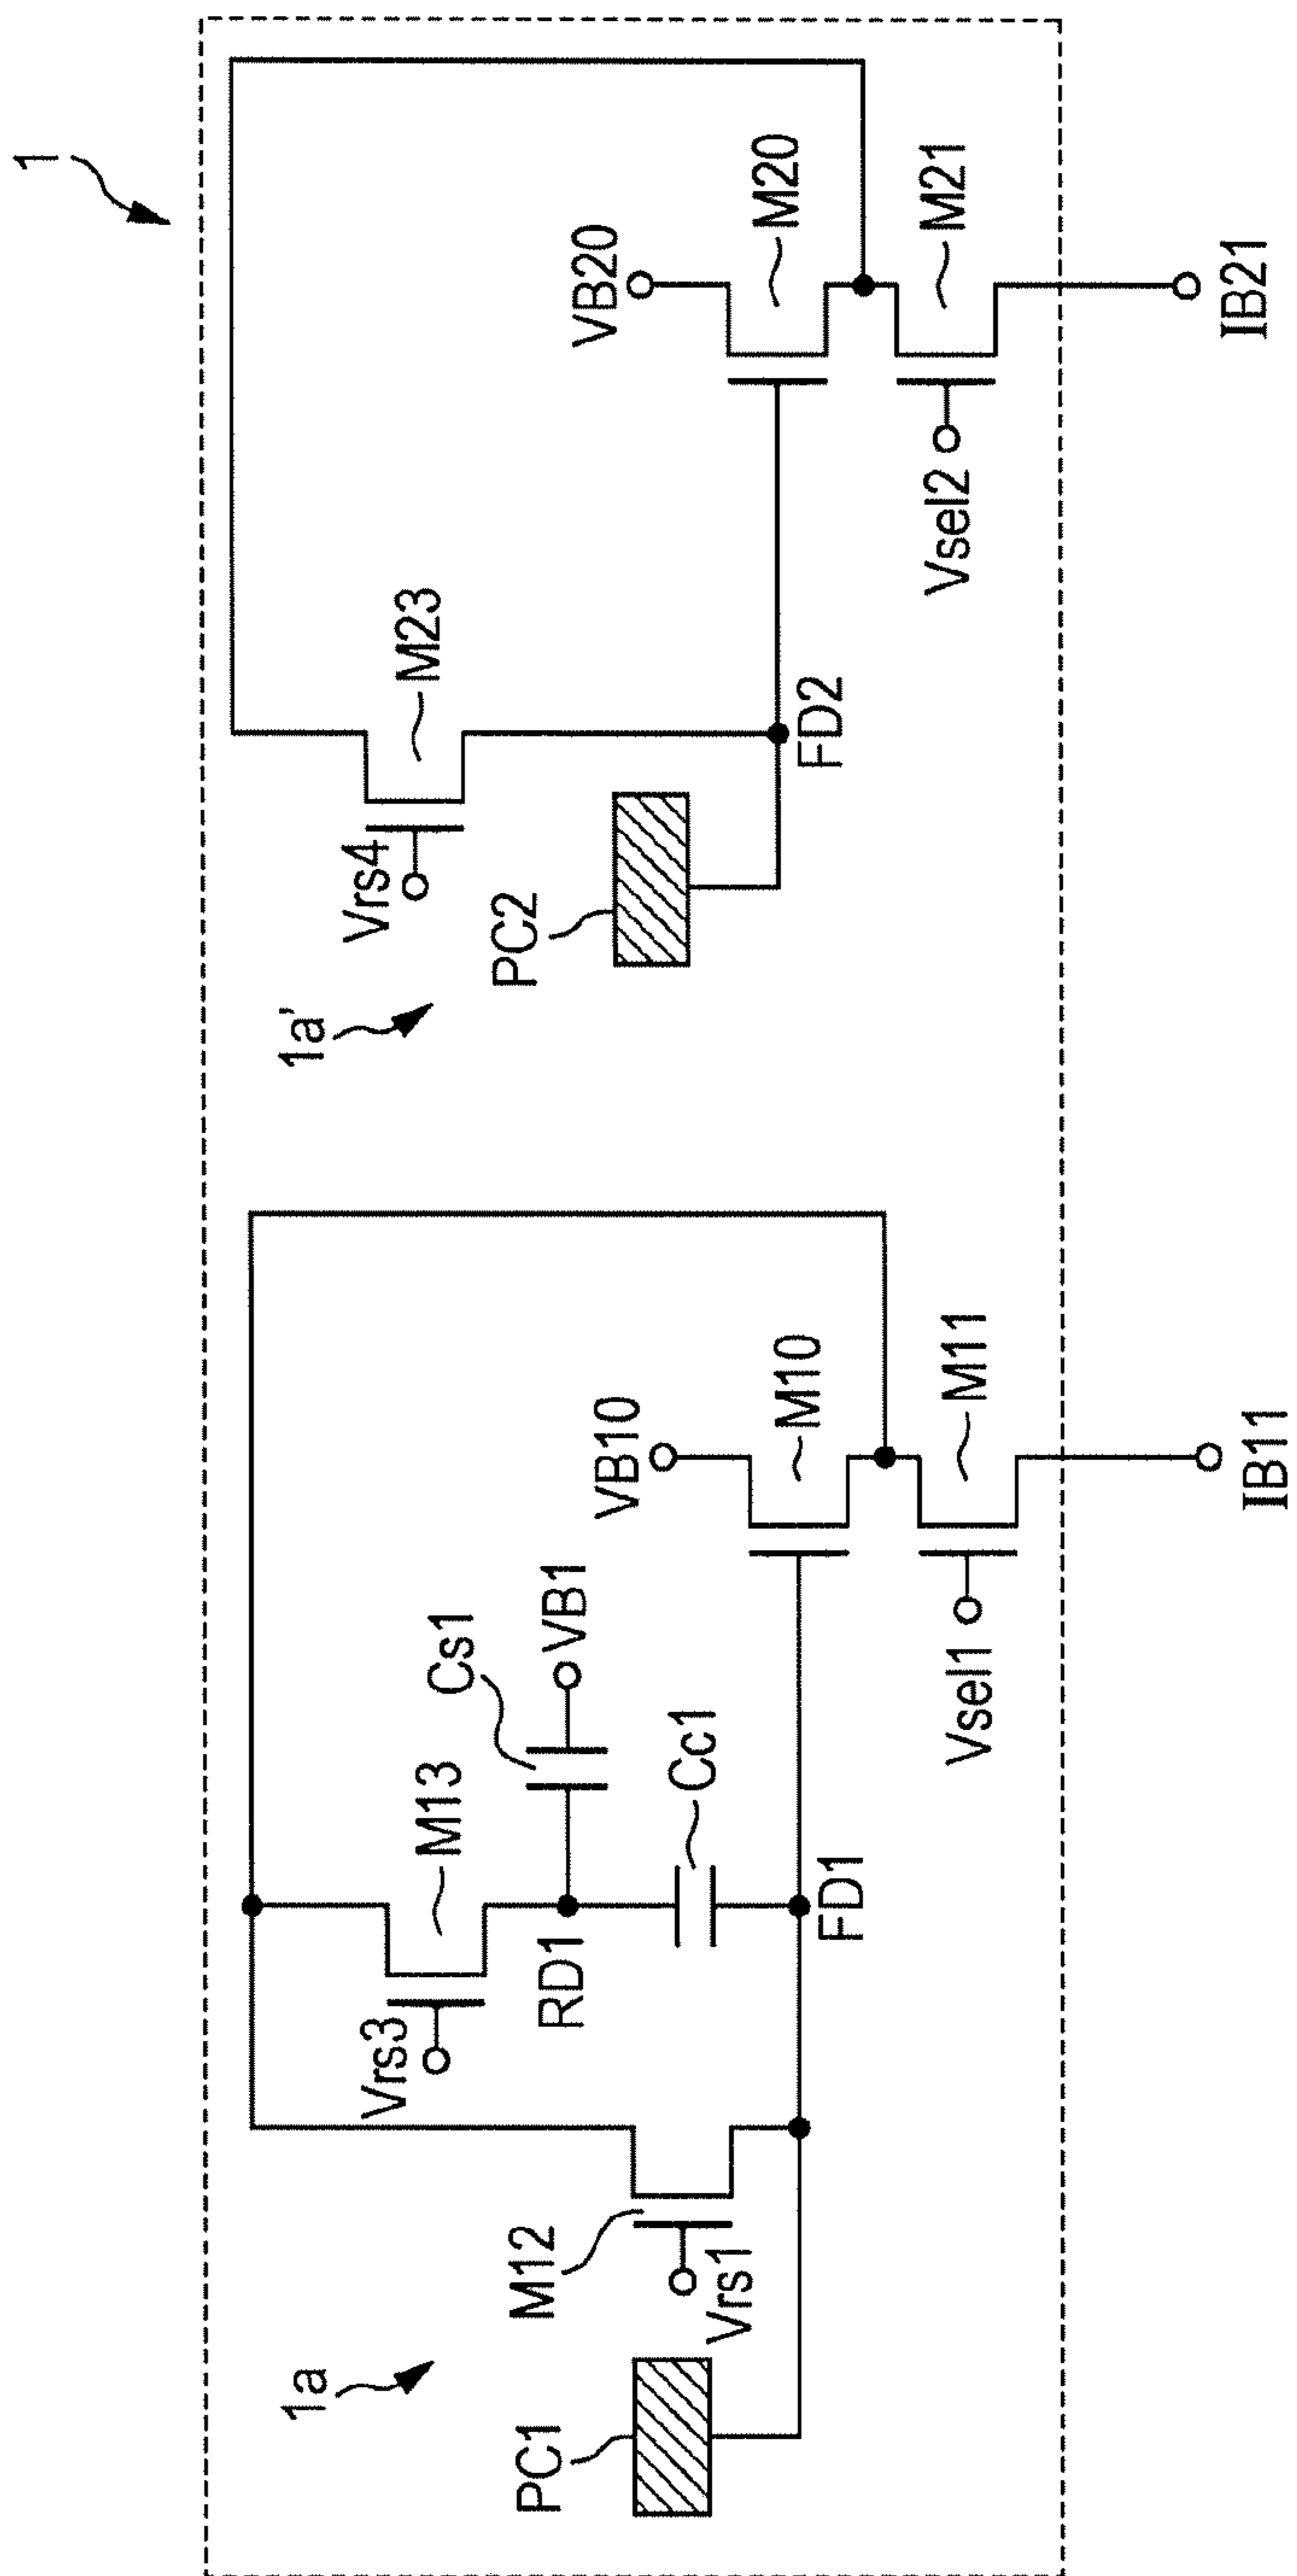 1
1a
PC1
M12
Vrs1
Vrs3
M13
RD1
Cs1
VB1
Cc1
FD1
VB10
M10
M11
Vsel1
IB11
1a'
PC2
Vrs4
M23
FD2
VB20
M20
M21
Vsel2
IB21